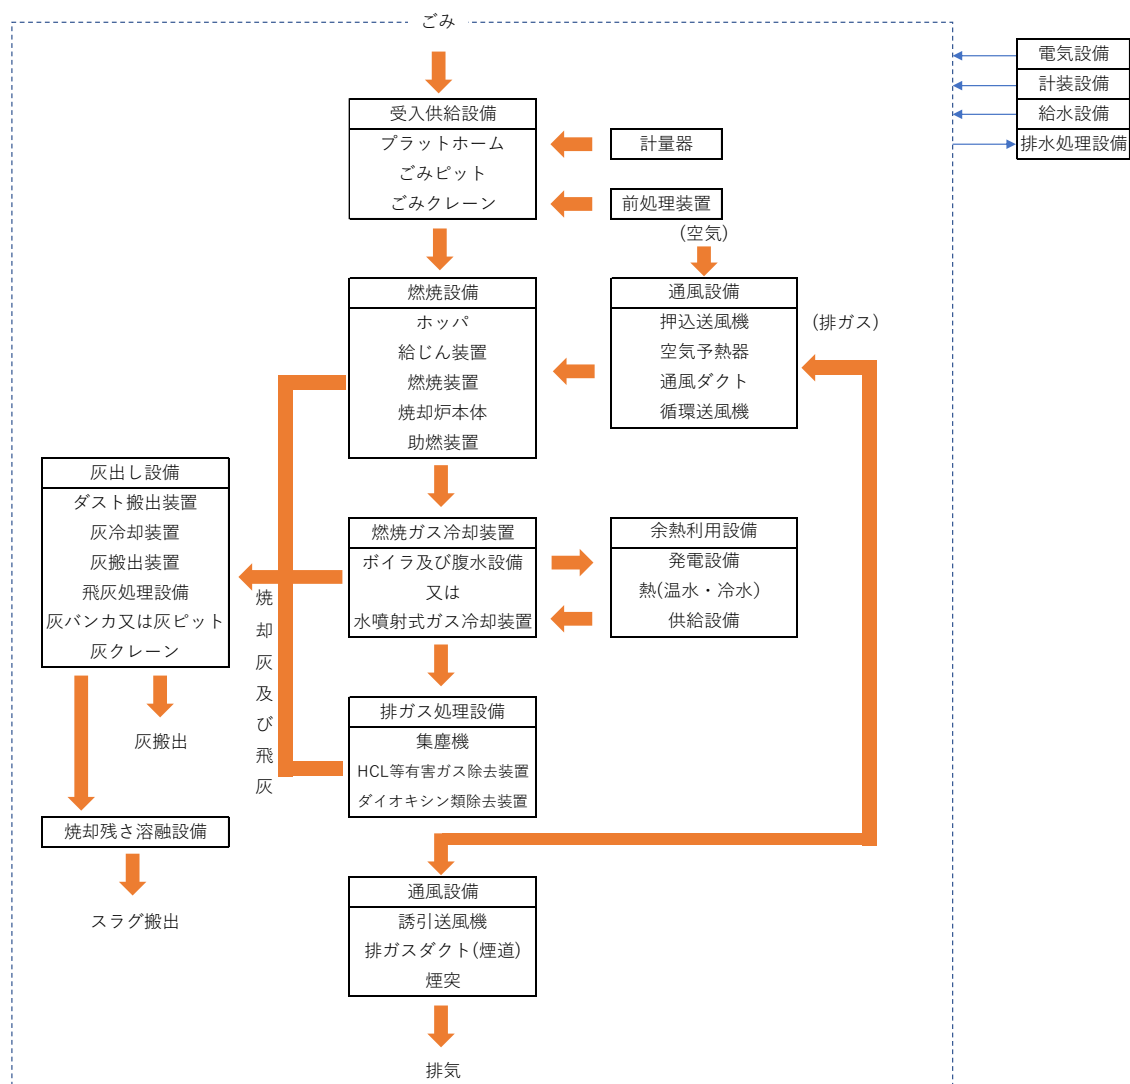 ごみ
電気設備
計装設備
給水設備
排水処理設備
受入供給設備
プラットホーム
ごみピット
ごみクレーン
計量器
前処理装置
(空気)
燃焼設備
ホッパ
給じん装置
燃焼装置
焼却炉本体
助燃装置
通風設備
押込送風機
空気予熱器
通風ダクト
循環送風機
(排ガス)
灰出し設備
ダスト搬出装置
灰冷却装置
灰搬出装置
飛灰処理設備
灰バンカ又は灰ピット
灰クレーン
燃焼ガス冷却装置
ボイラ及び腹水設備
又は
水噴射式ガス冷却装置
余熱利用設備
発電設備
熱(温水・冷水)
供給設備
焼却灰及び飛灰
排ガス処理設備
集塵機
HCL等有害ガス除去装置
ダイオキシン類除去装置
灰搬出
焼却残さ溶融設備
スラグ搬出
通風設備
誘引送風機
排ガスダクト(煙道)
煙突
排気